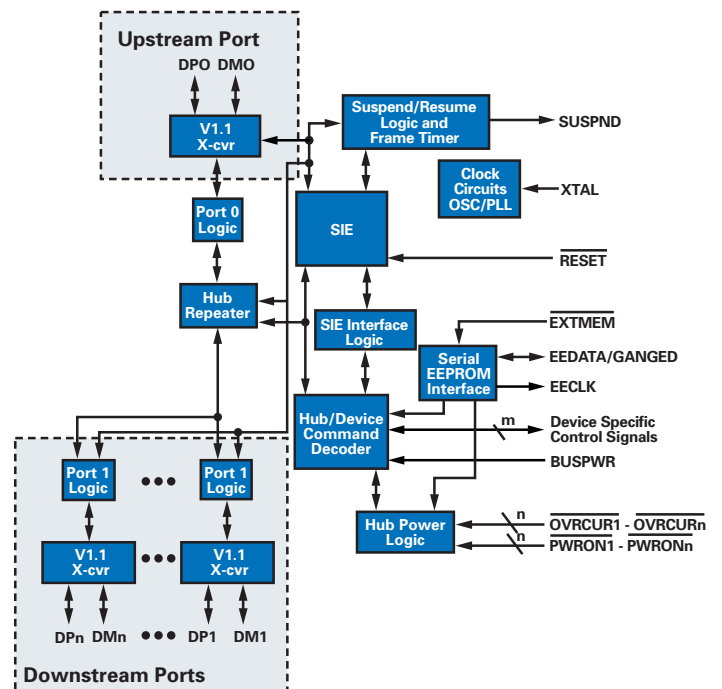 Upstream Port
DPO DMO
V1.1
X-cvr
Suspend/Resume
Logic and
Frame Timer
SUSPND
Clock
Circuits
OSC/PLL
XTAL
Port 0
Logic
SIE
RESET
Hub
Repeater
SIE Interface
Logic
EXTMEM
Serial
EEPROM
Interface
EEDATA/GANGED
EECLK
Hub/Device
Command
Decoder
m
Device Specific
Control Signals
BUSPWR
Port 1
Logic
Port 1
Logic
Hub Power
Logic
n
OVRCUR1 - OVRCURn
n
PWRON1 - PWRONn
V1.1
X-cvr
V1.1
X-cvr
DPn DMn DP1 DM1
Downstream Ports